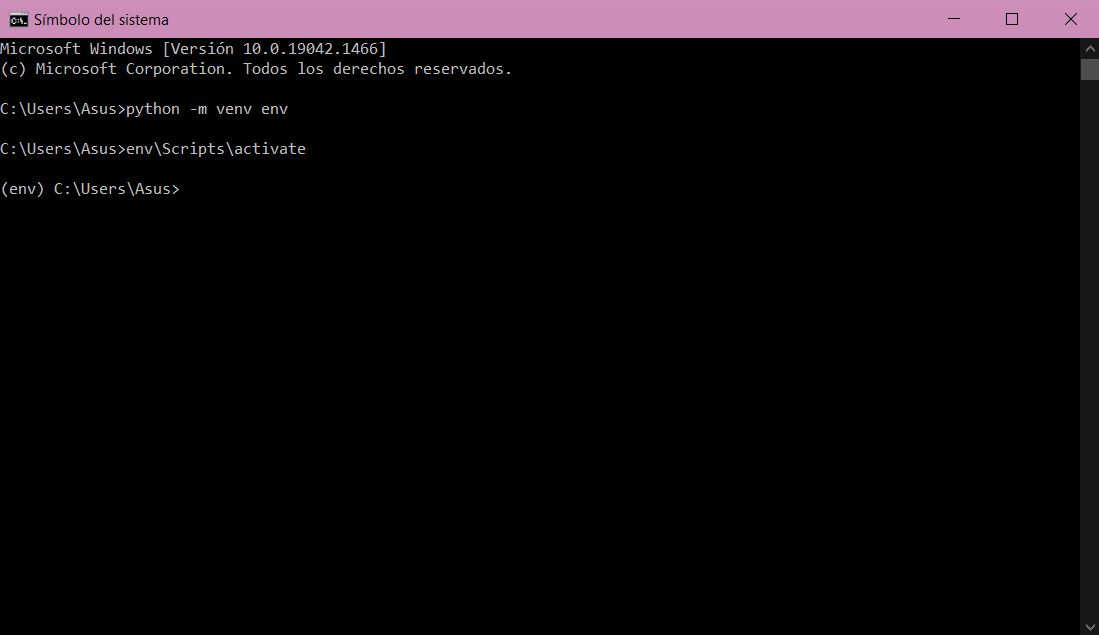 Símbolo del sistema
Microsoft Windows [Versión 10.0.19042.1466]
(c) Microsoft Corporation. Todos los derechos reservados.
C:\Users\Asus>python -m venv env
C:\Users\Asus>env\Scripts\activate
(env) C:\Users\Asus>